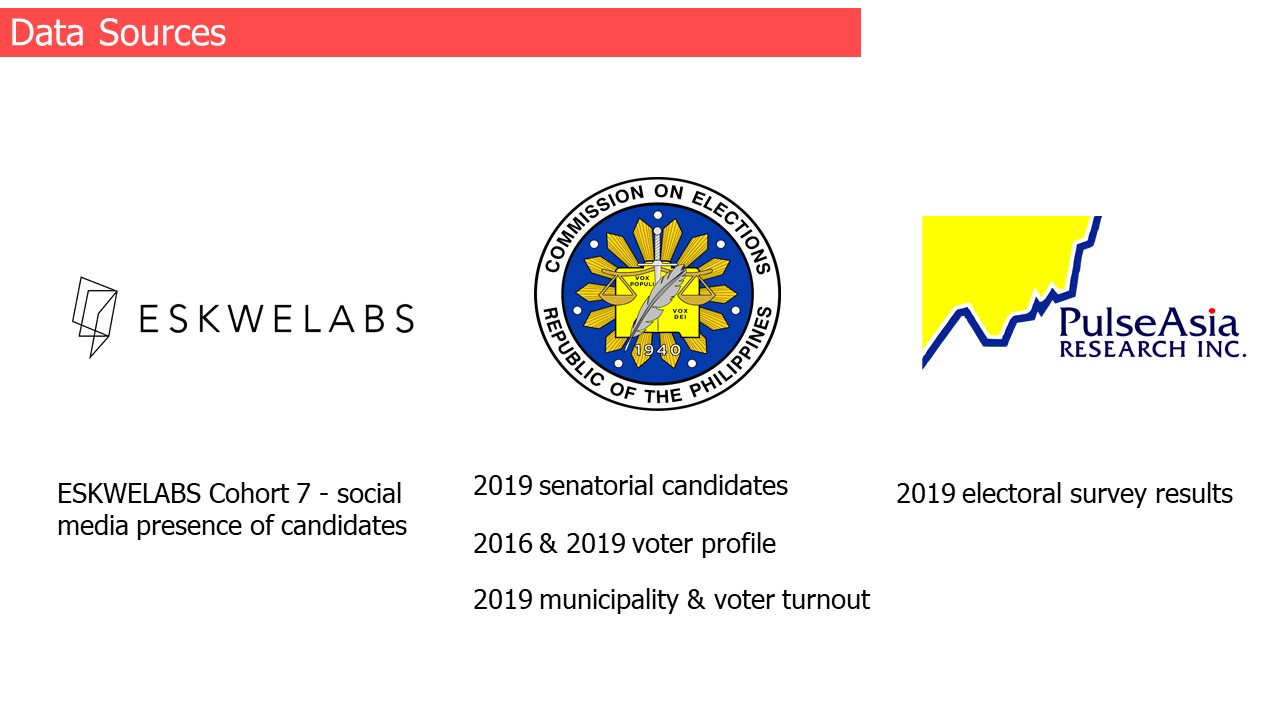 Data Sources
ESKWELABS
COMMISSION ON ELECTIONS
VOX
POPULI
VOX
DEI
1940
REPUBLIC OF THE PHILIPPINES
PulseAsia
RESEARCH INC.
ESKWELABS Cohort 7 - social
media presence of candidates
2019 senatorial candidates
2016 & 2019 voter profile
2019 municipality & voter turnout
2019 electoral survey results